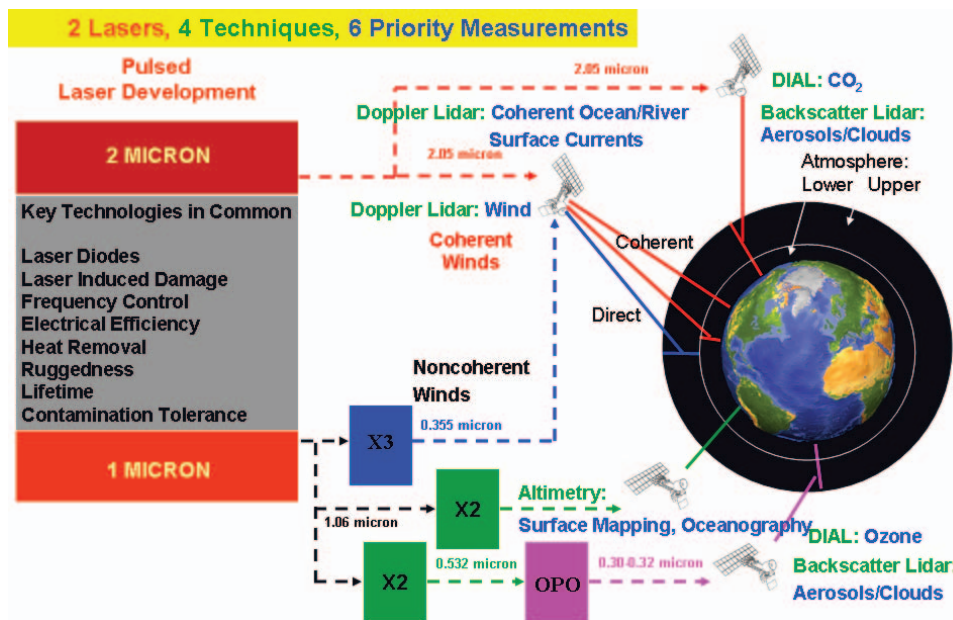 2 Lasers, 4 Techniques, 6 Priority Measurements
Pulsed
Laser Development
2 MICRON
Key Technologies in Common
Laser Diodes
Laser Induced Damage
Frequency Control
Electrical Efficiency
Heat Removal
Ruggedness
Lifetime
Contamination Tolerance
1 MICRON
2.05 micron
DIAL: CO₂
Backscatter Lidar:
Aerosols/Clouds
Doppler Lidar: Coherent Ocean/River
Surface Currents
2.05 micron
Doppler Lidar: Wind
Coherent
Winds
Atmosphere:
Lower Upper
Coherent
Direct
Noncoherent
Winds
X3
0.355 micron
1.06 micron
X2
Altimetry:
Surface Mapping, Oceanography
X2
0.532 micron
OPO
0.30-0.32 micron
DIAL: Ozone
Backscatter Lidar:
Aerosols/Clouds